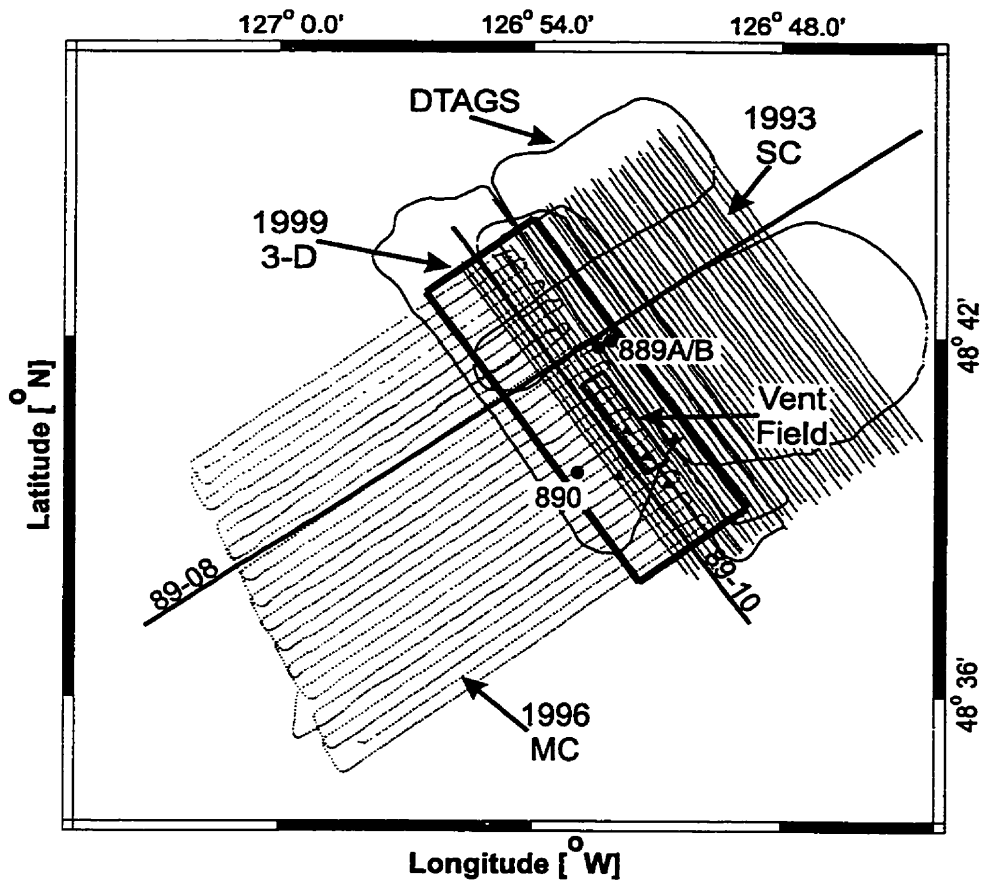 127° 0.0' 126° 54.0' 126° 48.0'
DTAGS
1993
SC
1999
3-D
48° 42'
889A/B
Vent
Field
Latitude [°N]
890
89-08
89-10
48° 36'
1996
MC
Longitude [°W]